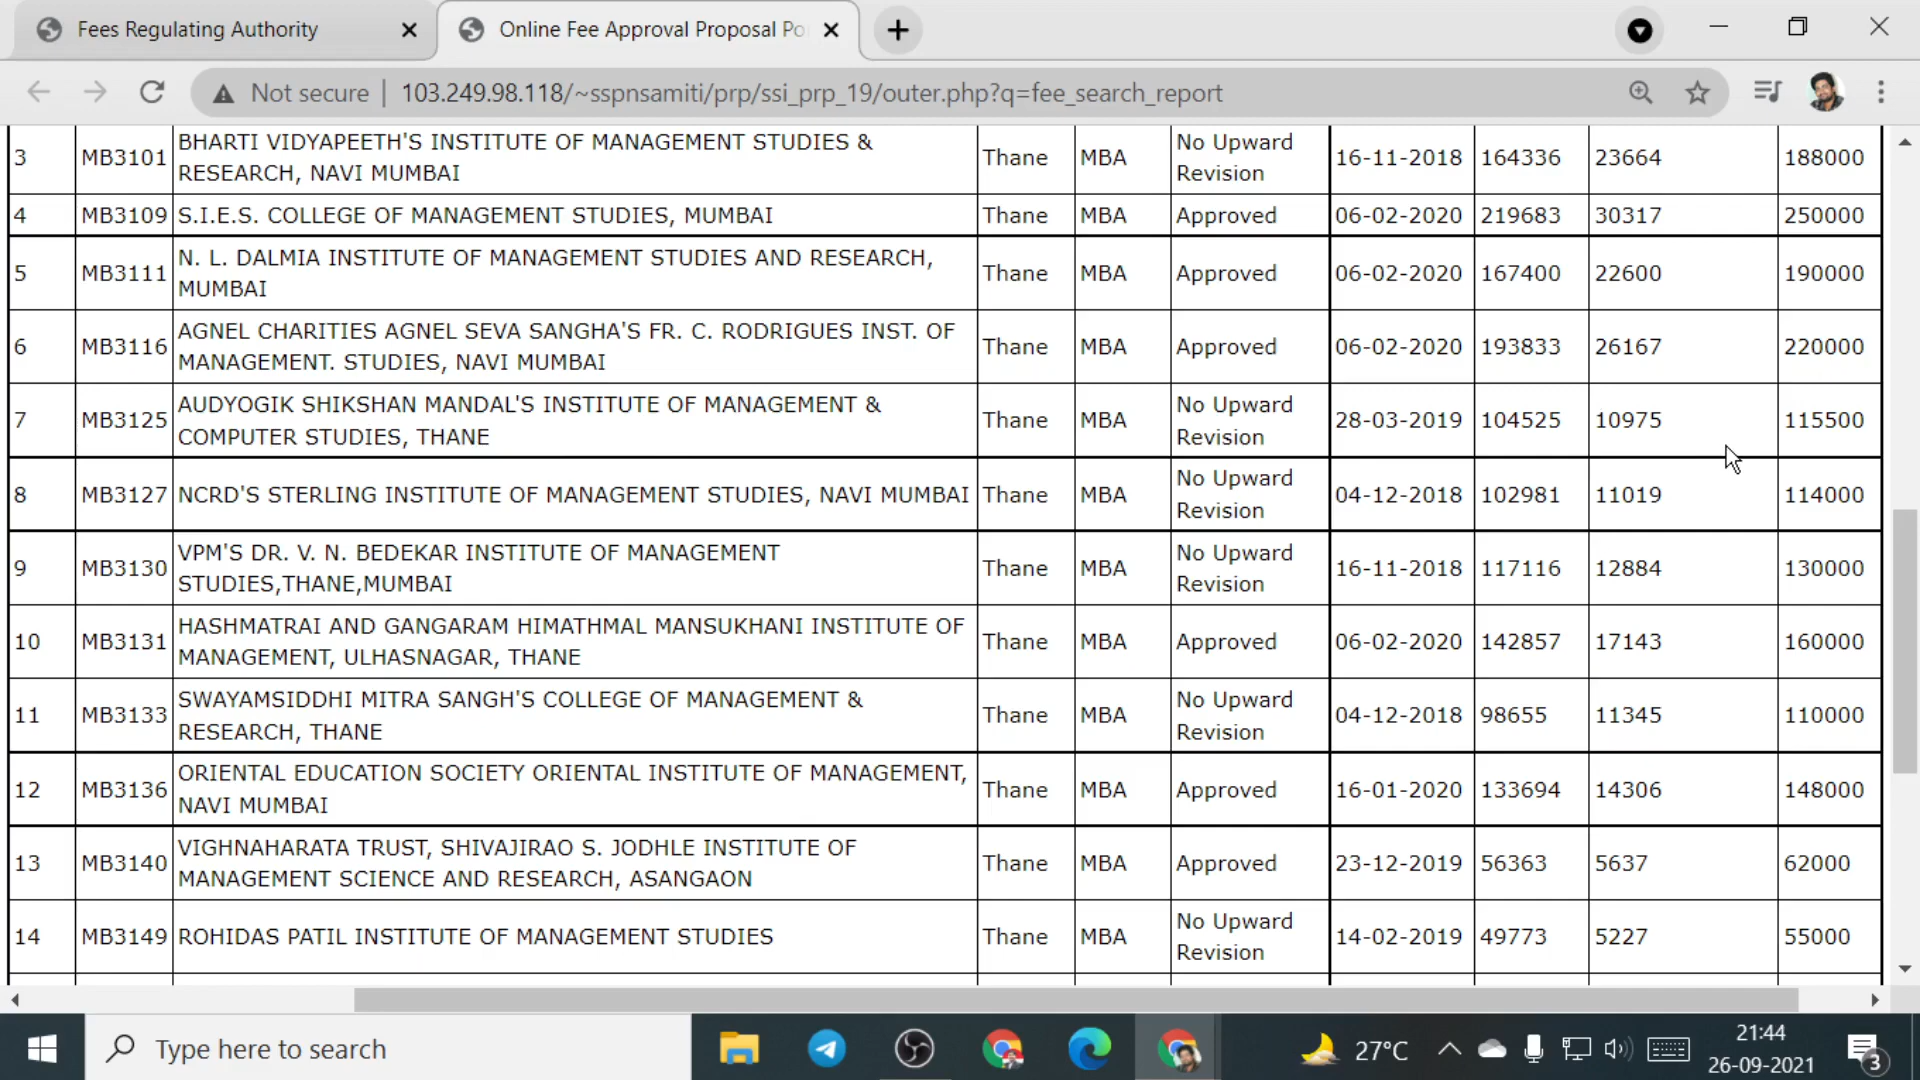 Fees Regulating Authority
Online Fee Approval Proposal Po
Not secure | 103.249.98.118/~sspnsamiti/prp/ssi_prp_19/outer.php?q=fee_search_report
3 MB3101 BHARTI VIDYAPEETH'S INSTITUTE OF MANAGEMENT STUDIES & Thane MBA No Upward 16-11-2018 164336 23664 188000
RESEARCH, NAVI MUMBAI Revision
4 MB3109 S.I.E.S. COLLEGE OF MANAGEMENT STUDIES, MUMBAI Thane MBA Approved 06-02-2020 219683 30317 250000
5 MB3111 N. L. DALMIA INSTITUTE OF MANAGEMENT STUDIES AND RESEARCH, Thane MBA Approved 06-02-2020 167400 22600 190000
MUMBAI
6 MB3116 AGNEL CHARITIES AGNEL SEVA SANGHA'S FR. C. RODRIGUES INST. OF Thane MBA Approved 06-02-2020 193833 26167 220000
MANAGEMENT. STUDIES, NAVI MUMBAI
7 MB3125 AUDYOGIK SHIKSHAN MANDAL'S INSTITUTE OF MANAGEMENT & Thane MBA No Upward 28-03-2019 104525 10975 115500
COMPUTER STUDIES, THANE Revision
8 MB3127 NCRD'S STERLING INSTITUTE OF MANAGEMENT STUDIES, NAVI MUMBAI Thane MBA No Upward 04-12-2018 102981 11019 114000
Revision
9 MB3130 VPM'S DR. V. N. BEDEKAR INSTITUTE OF MANAGEMENT Thane MBA No Upward 16-11-2018 117116 12884 130000
STUDIES,THANE,MUMBAI Revision
10 MB3131 HASHMATRAI AND GANGARAM HIMATHMAL MANSUKHANI INSTITUTE OF Thane MBA Approved 06-02-2020 142857 17143 160000
MANAGEMENT, ULHASNAGAR, THANE
11 MB3133 SWAYAMSIDDHI MITRA SANGH'S COLLEGE OF MANAGEMENT & Thane MBA No Upward 04-12-2018 98655 11345 110000
RESEARCH, THANE Revision
12 MB3136 ORIENTAL EDUCATION SOCIETY ORIENTAL INSTITUTE OF MANAGEMENT, Thane MBA Approved 16-01-2020 133694 14306 148000
NAVI MUMBAI
13 MB3140 VIGHNAHARATA TRUST, SHIVAJIRAO S. JODHLE INSTITUTE OF Thane MBA Approved 23-12-2019 56363 5637 62000
MANAGEMENT SCIENCE AND RESEARCH, ASANGAON
14 MB3149 ROHIDAS PATIL INSTITUTE OF MANAGEMENT STUDIES Thane MBA No Upward 14-02-2019 49773 5227 55000
Revision
Type here to search 27°C 21:44
26-09-2021 3